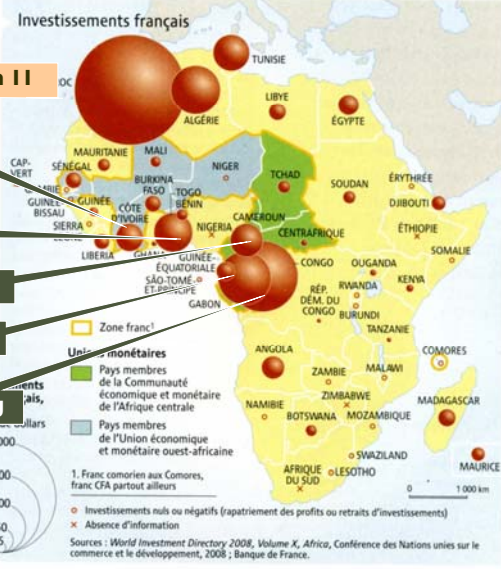 Investissements français
II
OC
TUNISIE
ALGÉRIE
LIBYE
ÉGYPTE
MAURITANIE
MALI
NIGER
TCHAD
SOUDAN
ÉRYTHRÉE
DJIBOUTI
CAP-
VERT
SÉNÉGAL
BURKINA
FASO
TOGO
BÉNIN
GUINÉE-
BISSAU
GUINÉE
CÔTE
D'IVOIRE
SIERRA
LIBERIA
NIGERIA
CAMEROUN
CENTRAFRIQUE
ÉTHIOPIE
SOMALIE
GUINÉE-
ÉQUATORIALE
SÃO-TOMÉ-
ET-PRINCIPE
GABON
CONGO
RÉP.
DÉM. DU
CONGO
OUGANDA
RWANDA
BURUNDI
KENYA
TANZANIE
COMORES
ANGOLA
ZAMBIE
MALAWI
ZIMBABWE
MOZAMBIQUE
MADAGASCAR
NAMIBIE
BOTSWANA
SWAZILAND
LESOTHO
AFRIQUE
DU SUD
MAURICE
0 1 000 km
Zone franc¹
monétaires
Pays membres
de la Communauté
économique et monétaire
de l'Afrique centrale
Pays membres
de l'Union économique
et monétaire ouest-africaine
1. Franc comorien aux Comores,
franc CFA partout ailleurs
Investissements nuls ou négatifs (rapatriement des profits ou retraits d'investissements)
× Absence d'information
Sources : World Investment Directory 2008, Volume X, Africa, Conférence des Nations unies sur le
commerce et le développement, 2008 ; Banque de France.